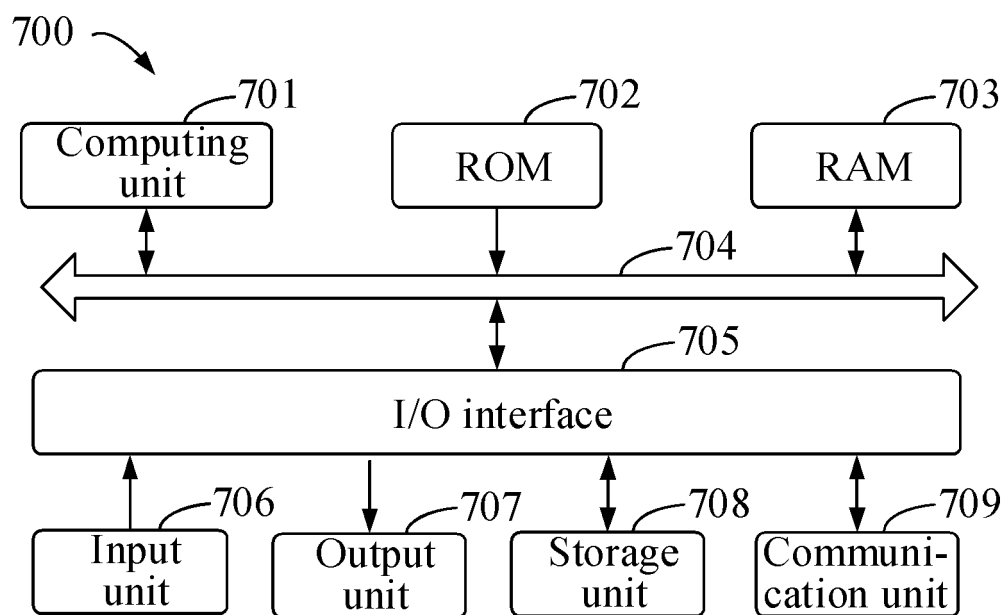 700
701
702
703
Computing
unit
ROM
RAM
704
705
I/O interface
706
707
708
709
Input
unit
Output
unit
Storage
unit
Communi-
cation unit